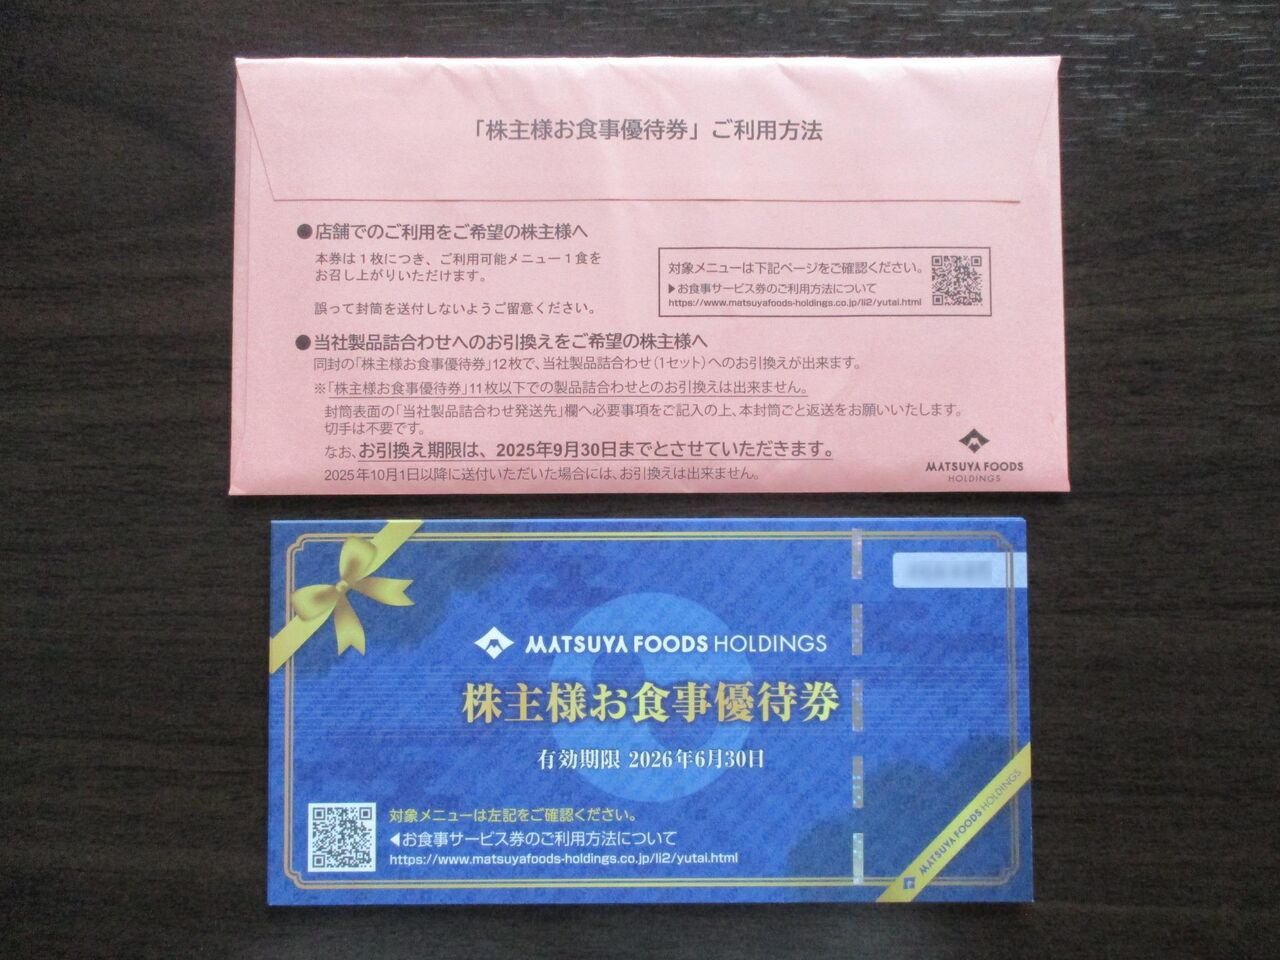 「株主様お食事優待券」ご利用方法
●店舗でのご利用をご希望の株主様へ
本券は1枚につき、ご利用可能メニュー1食を
お召し上がりいただけます。
誤って封筒を送付しないようご留意ください。
対象メニューは下記ページをご確認ください。
▶お食事サービス券のご利用方法について
https://www.matsuyafoods-holdings.co.jp/li2/yutai.html
●当社製品詰合わせへのお引換えをご希望の株主様へ
同封の「株主様お食事優待券」12枚で、当社製品詰合わせ(1セット)へのお引換えが出来ます。
※「株主様お食事優待券」11枚以下での製品詰合わせとのお引換えは出来ません。
封筒表面の「当社製品詰合わせ発送先」欄へ必要事項をご記入の上、本封筒ごと返送をお願いいたします。
切手は不要です。
なお、お引換え期限は、2025年9月30日までとさせていただきます。
2025年10月1日以降に送付いただいた場合には、お引換えは出来ません。
MATSUYA FOODS
HOLDINGS
MATSUYA FOODS HOLDINGS
株主様お食事優待券
有効期限 2026年6月30日
対象メニューは左記をご確認ください。
◀お食事サービス券のご利用方法について
https://www.matsuyafoods-holdings.co.jp/li2/yutai.html
MATSUYA FOODS HOLDINGS